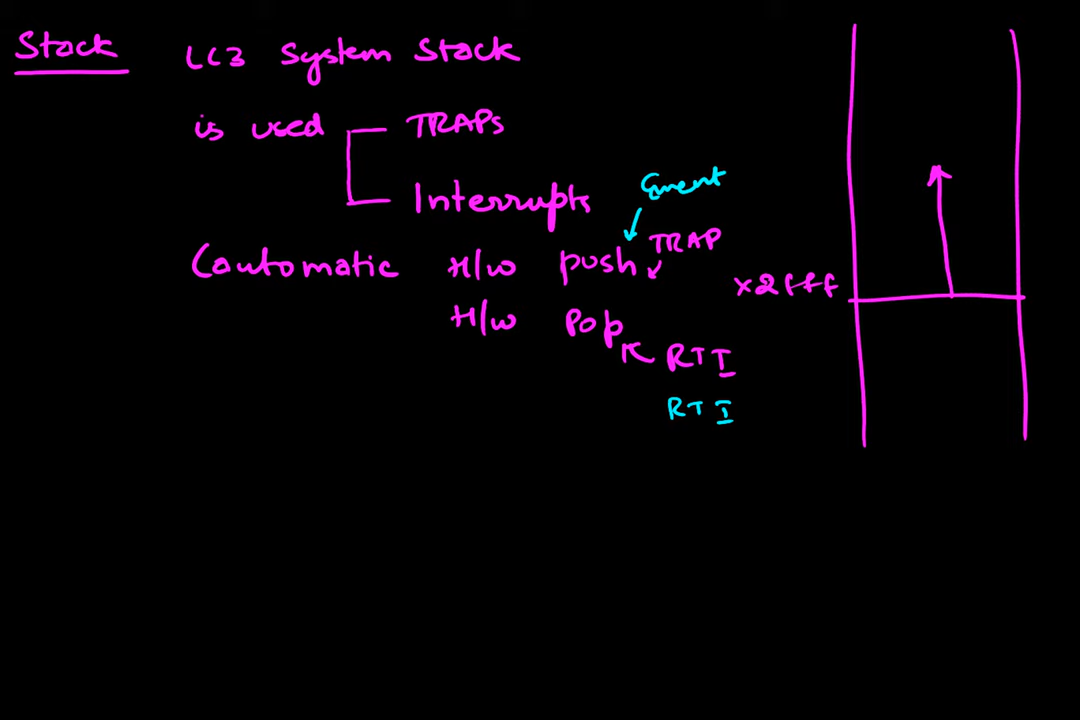 Stack LC3 System Stack
is used TRAPs
Interrupts
Event
TRAP
(automatic H/w push
x2fff
H/w Pop
RTI
RTI